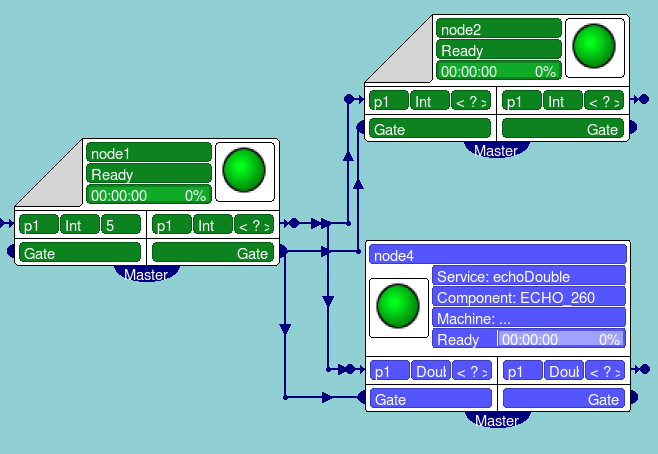 node2
Ready
00:00:00 0%
p1 Int < ? > p1 Int < ? >
Gate Gate
Master
node1
Ready
00:00:00 0%
p1 Int 5 p1 Int < ? >
Gate Gate
Master
node4
Service: echoDouble
Component: ECHO_260
Machine: ...
Ready 00:00:00 0%
p1 Doul < ? > p1 Doul < ? >
Gate Gate
Master